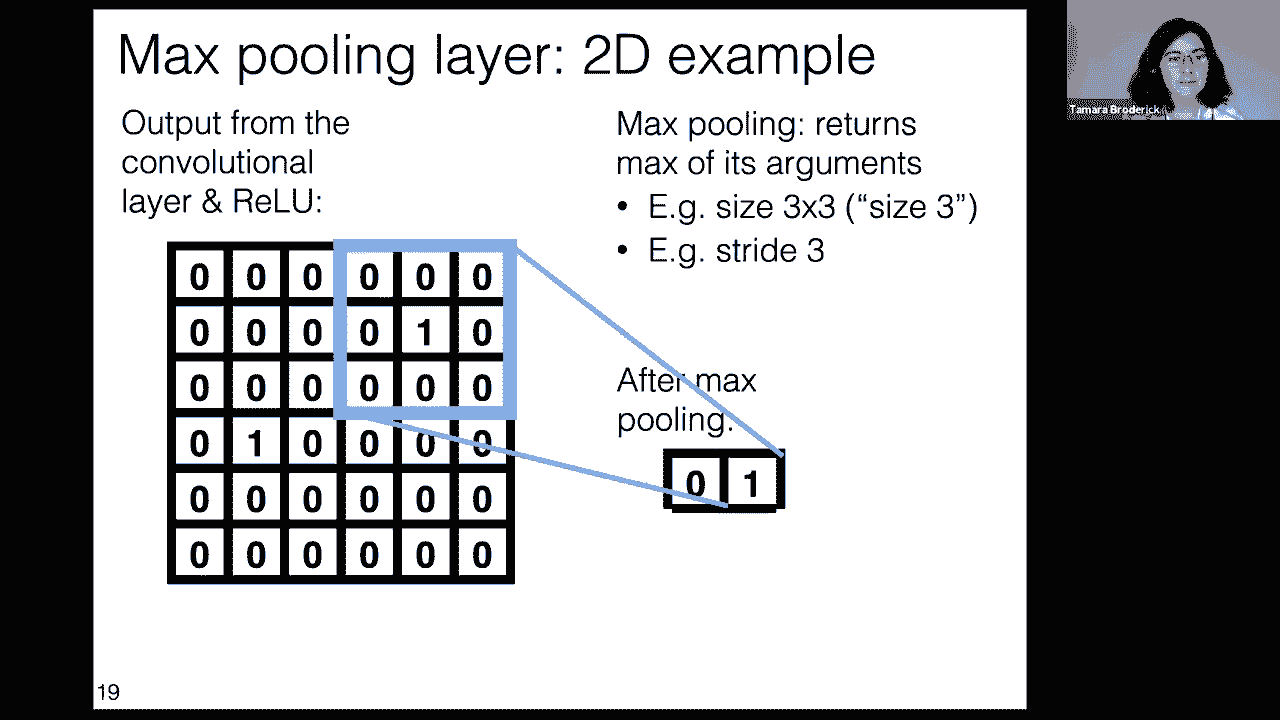 Max pooling layer: 2D example
Tamara Broderick
Output from the
convolutional
layer & ReLU:
Max pooling: returns
max of its arguments
• E.g. size 3x3 (“size 3”)
• E.g. stride 3
0 0 0 0 0 0
0 0 0 0 1 0
0 0 0 0 0 0
0 1 0 0 0 0
0 0 0 0 0 0
0 0 0 0 0 0
After max
pooling:
0 1
19